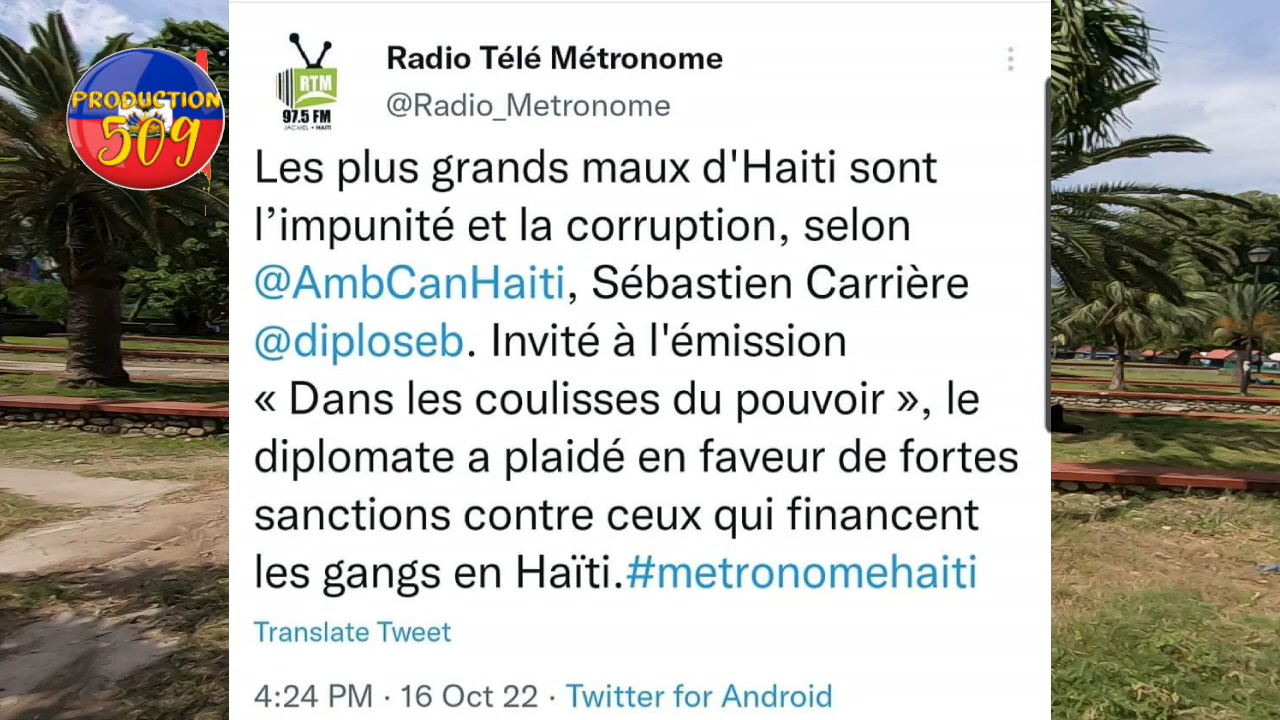 PRODUCTION
509
RTM
97.5 FM
JACMEL • HAITI
Radio Télé Métronome
@Radio_Metronome
Les plus grands maux d'Haiti sont
l’impunité et la corruption, selon
@AmbCanHaiti, Sébastien Carrière
@diploseb. Invité à l'émission
« Dans les coulisses du pouvoir », le
diplomate a plaidé en faveur de fortes
sanctions contre ceux qui financent
les gangs en Haïti.#metronomehaiti
Translate Tweet
4:24 PM · 16 Oct 22 · Twitter for Android